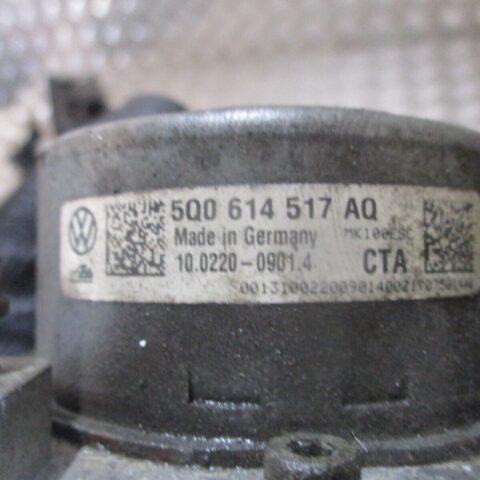 5Q0 614 517 AQ
Made in Germany MK100ESC
10.0220-0901.4 CTA